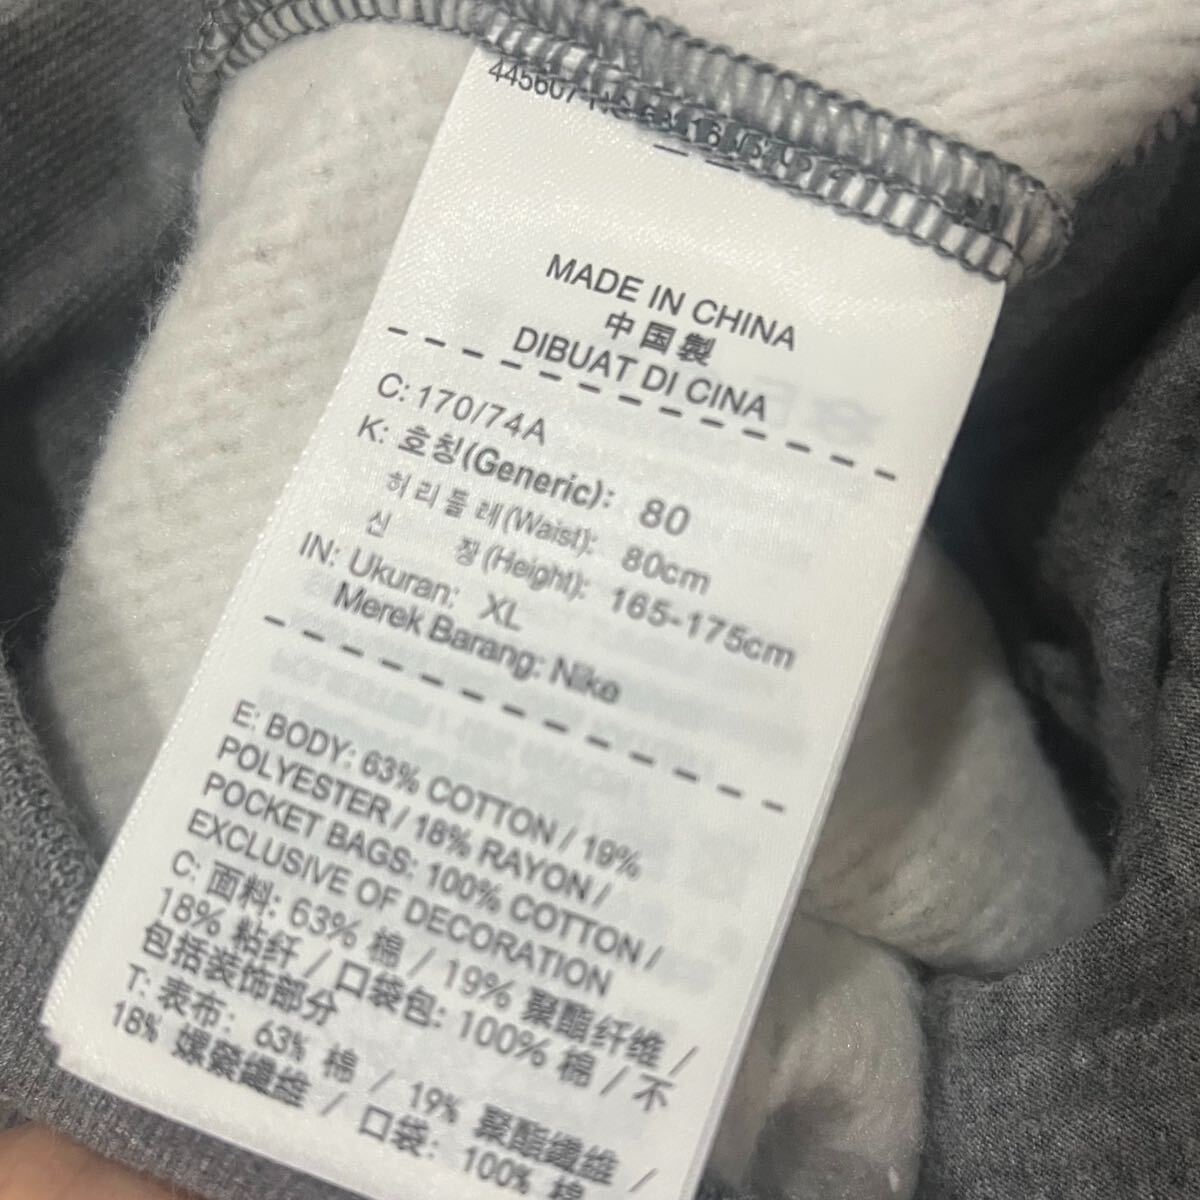 MADE IN CHINA
中国製
DIBUAT DI CINA
C: 170/74A
K: 호칭(Generic): 80
허리둘레(Waist): 80cm
신 장(Height): 165-175cm
IN: Ukuran: XL
Merek Barang: Nike
E: BODY: 63% COTTON / 19%
POLYESTER / 18% RAYON /
POCKET BAGS: 100% COTTON /
EXCLUSIVE OF DECORATION
C: 面料: 63% 棉 / 19% 聚酯纤维 /
18% 粘纤 / 口袋包: 100% 棉 / 不
包括装饰部分
T: 表布: 63% 棉 / 19% 聚酯纖維 /
18% 嫘縈纖維 / 口袋: 100% 棉